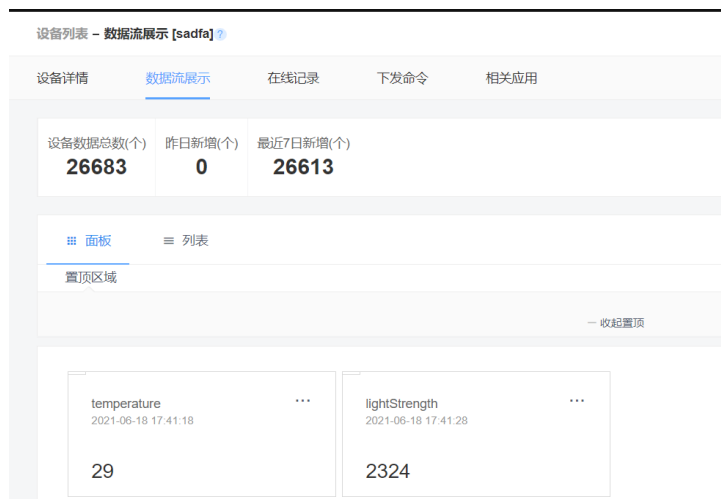 设备列表 – 数据流展示 [sadfa] ?
设备详情 数据流展示 在线记录 下发命令 相关应用
设备数据总数(个) 昨日新增(个) 最近7日新增(个)
26683 0 26613
面板 列表
置顶区域
收起置顶
temperature ... lightStrength ...
2021-06-18 17:41:18 2021-06-18 17:41:28
29 2324